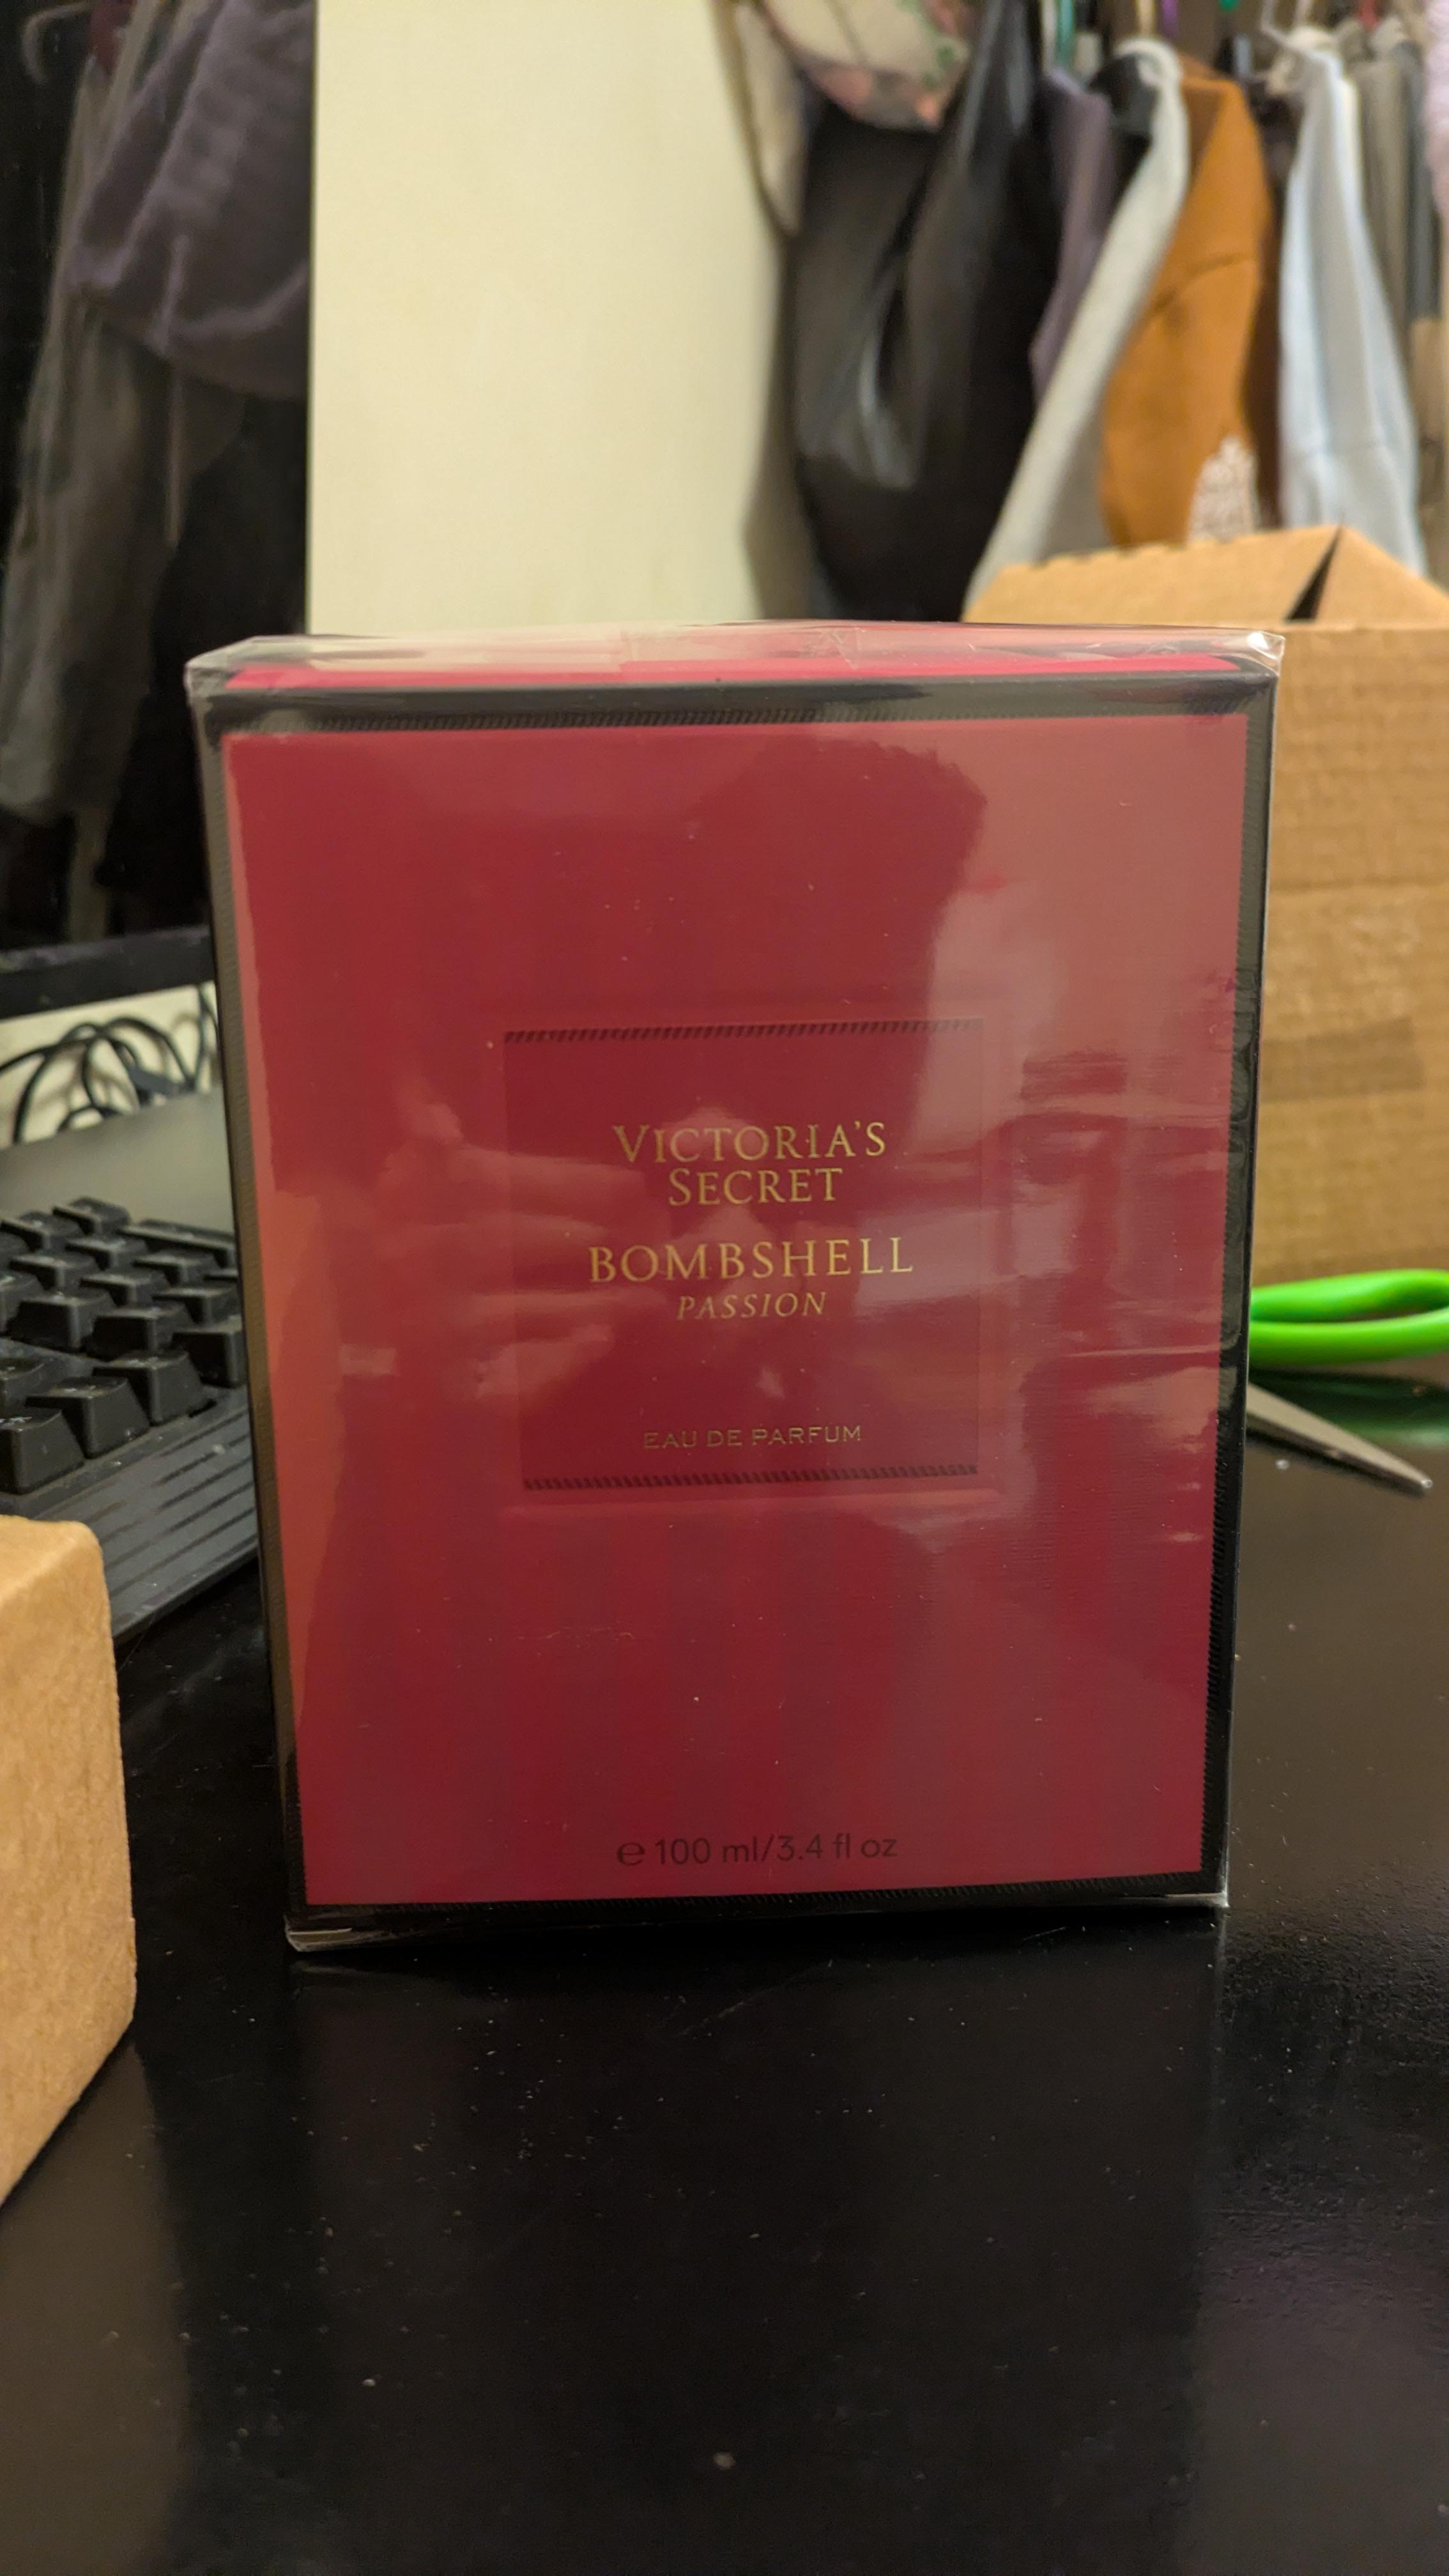 VICTORIA'S
SECRET
BOMBSHELL
PASSION
EAU DE PARFUM
℮ 100 ml/3.4 fl oz